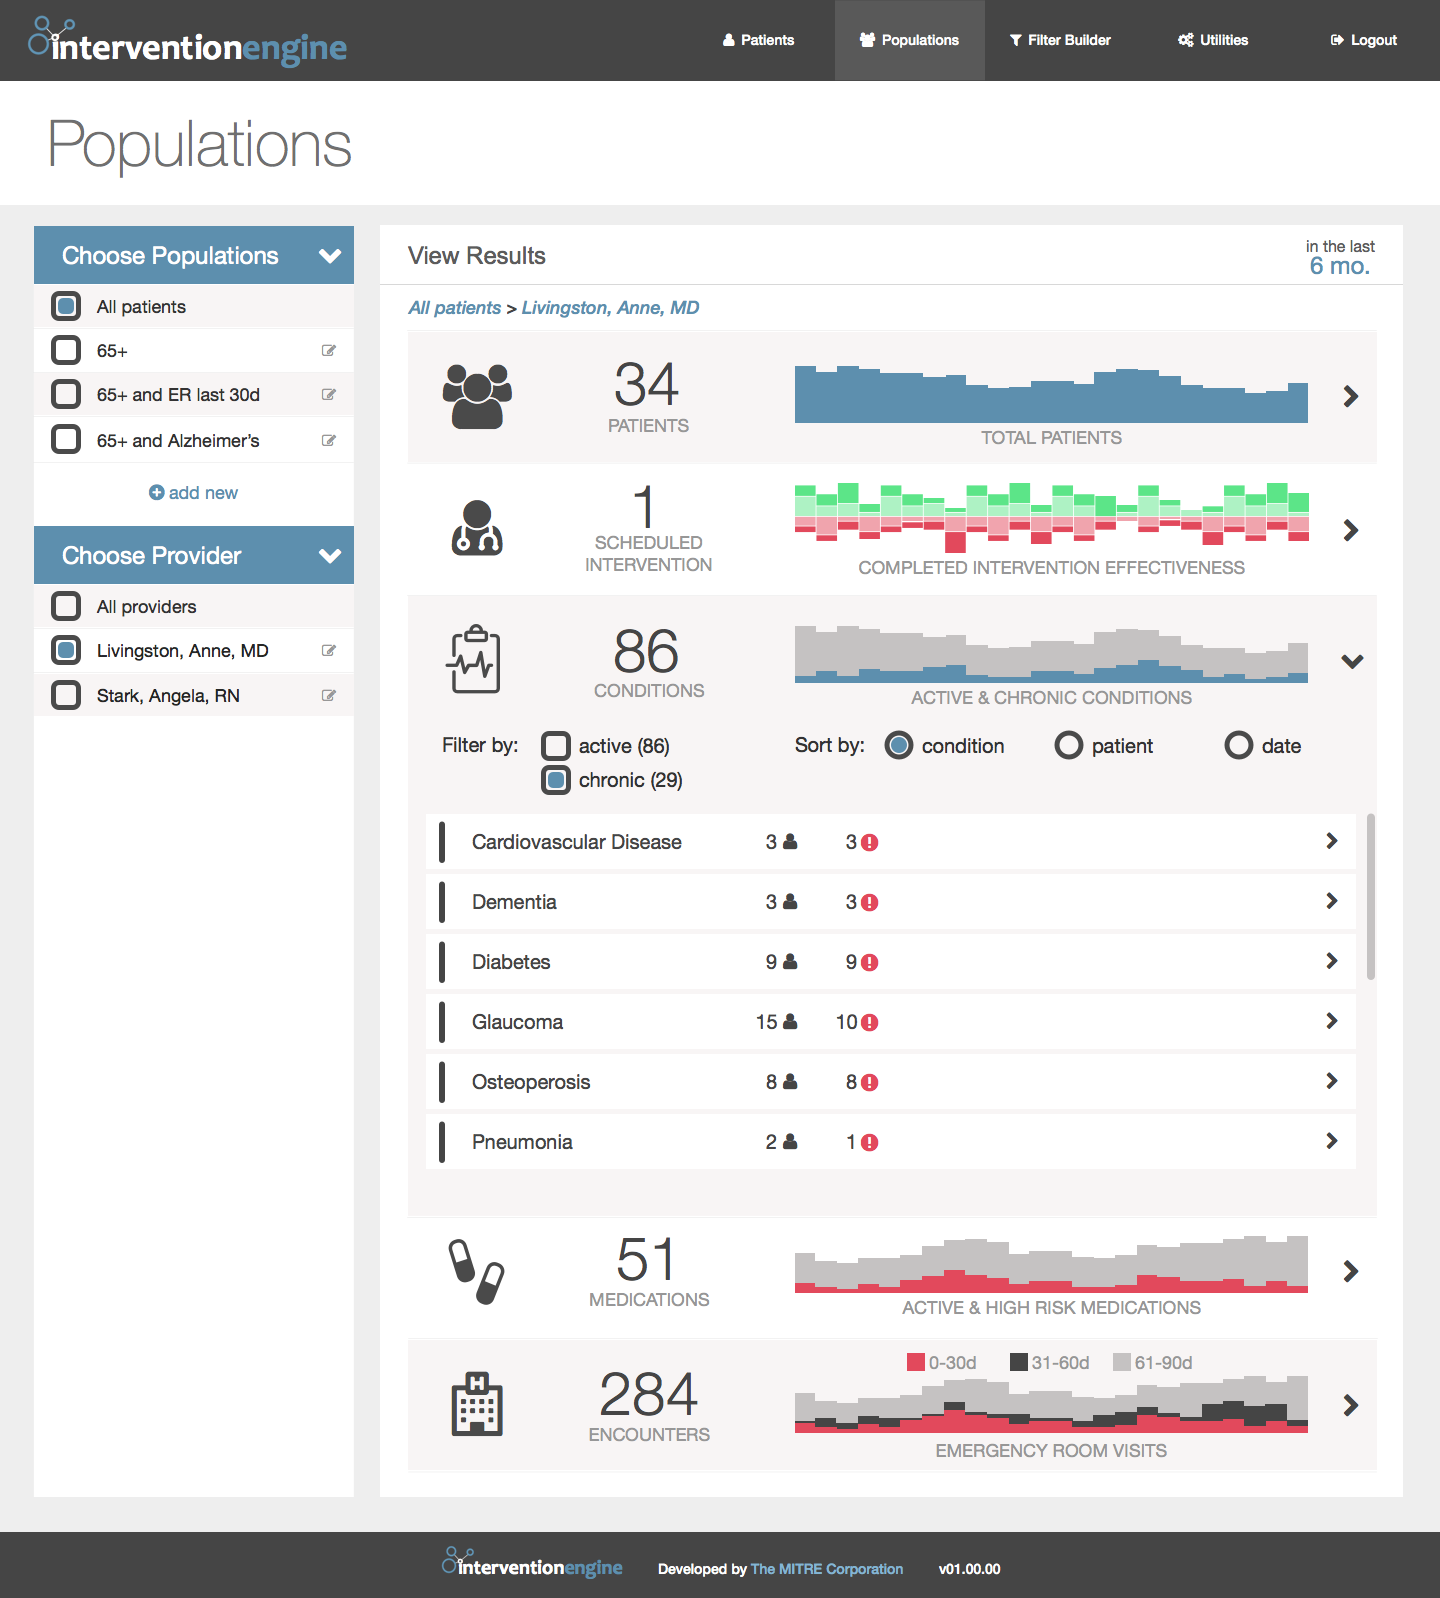 interventionengine
Patients
Populations
Filter Builder
Utilities
Logout
Populations
Choose Populations
All patients
65+
65+ and ER last 30d
65+ and Alzheimer's
add new
Choose Provider
All providers
Livingston, Anne, MD
Stark, Angela, RN
View Results
in the last
6 mo.
All patients > Livingston, Anne, MD
34
PATIENTS
TOTAL PATIENTS
1
SCHEDULED
INTERVENTION
COMPLETED INTERVENTION EFFECTIVENESS
86
CONDITIONS
ACTIVE & CHRONIC CONDITIONS
Filter by:
active (86)
chronic (29)
Sort by:
condition
patient
date
Cardiovascular Disease 3 3
Dementia 3 3
Diabetes 9 9
Glaucoma 15 10
Osteoperosis 8 8
Pneumonia 2 1
51
MEDICATIONS
ACTIVE & HIGH RISK MEDICATIONS
H
284
ENCOUNTERS
0-30d 31-60d 61-90d
EMERGENCY ROOM VISITS
interventionengine
Developed by The MITRE Corporation
v01.00.00